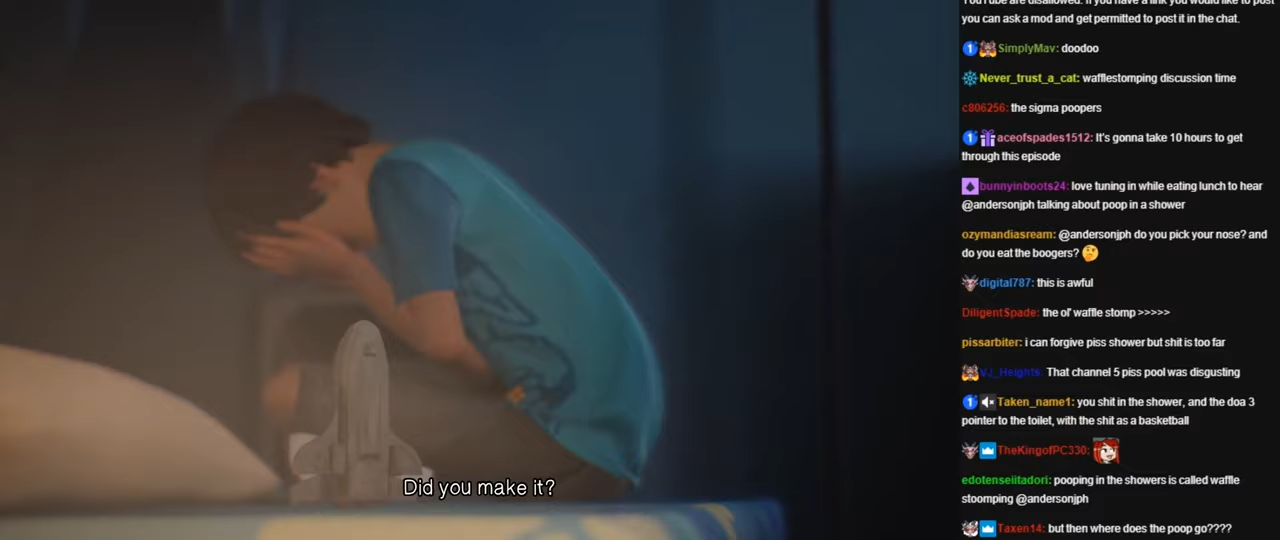 YouTube are disallowed. If you have a link you would like to post
you can ask a mod and get permitted to post it in the chat.
SimplyMav: doodoo
Never_trust_a_cat: wafflestomping discussion time
c806256: the sigma poopers
aceofspades1512: It's gonna take 10 hours to get
through this episode
bunnyinboots24: love tuning in while eating lunch to hear
@andersonjph talking about poop in a shower
ozymandiasream: @andersonjph do you pick your nose? and
do you eat the boogers?
digital787: this is awful
DiligentSpade: the ol' waffle stomp >>>>>
pissarbiter: i can forgive piss shower but shit is too far
VJ_Heights: That channel 5 piss pool was disgusting
Taken_name1: you shit in the shower, and the doa 3
pointer to the toilet, with the shit as a basketball
TheKingofPC330:
edotenseiitadori: pooping in the showers is called waffle
stoomping @andersonjph
Taxen14: but then where does the poop go????
Did you make it?